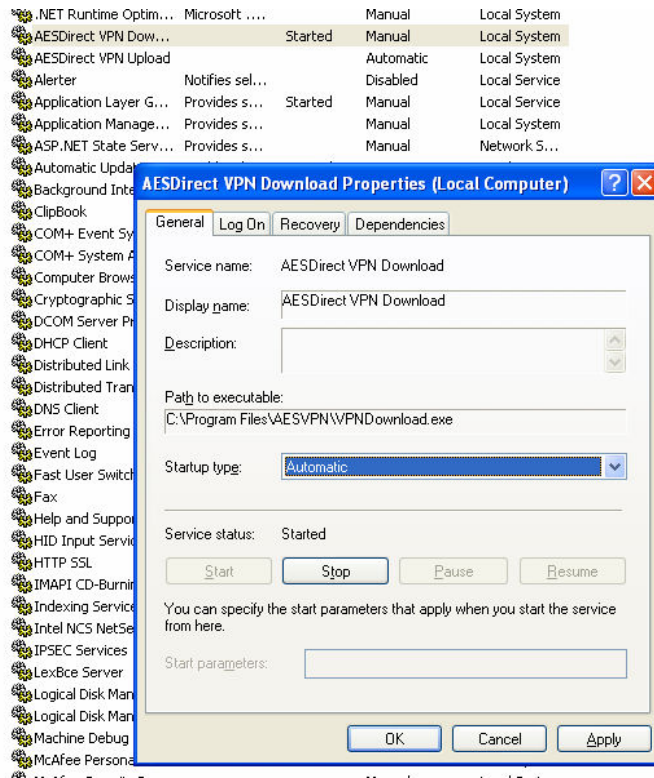 .NET Runtime Optim... Microsoft .... Manual Local System
AESDirect VPN Dow... Started Manual Local System
AESDirect VPN Upload Automatic Local System
Alerter Notifies sel... Disabled Local Service
Application Layer G... Provides s... Started Manual Local Service
Application Manage... Provides s... Manual Local System
ASP.NET State Serv... Provides s... Manual Network S...
Automatic Updat
Background Inte
ClipBook
COM+ Event Sy
COM+ System A
Computer Brows
Cryptographic S
DCOM Server Pr
DHCP Client
Distributed Link
Distributed Tran
DNS Client
Error Reporting
Event Log
Fast User Switch
Fax
Help and Suppor
HID Input Servic
HTTP SSL
IMAPI CD-Burnin
Indexing Service
Intel NCS NetSe
IPSEC Services
LexBce Server
Logical Disk Man
Logical Disk Man
Machine Debug
McAfee Persona
AESDirect VPN Download Properties (Local Computer)
General Log On Recovery Dependencies
Service name: AESDirect VPN Download
Display name: AESDirect VPN Download
Description:
Path to executable:
C:\Program Files\AESVPN\VPNDownload.exe
Startup type: Automatic
Service status: Started
Start Stop Pause Resume
You can specify the start parameters that apply when you start the service
from here.
Start parameters:
OK Cancel Apply